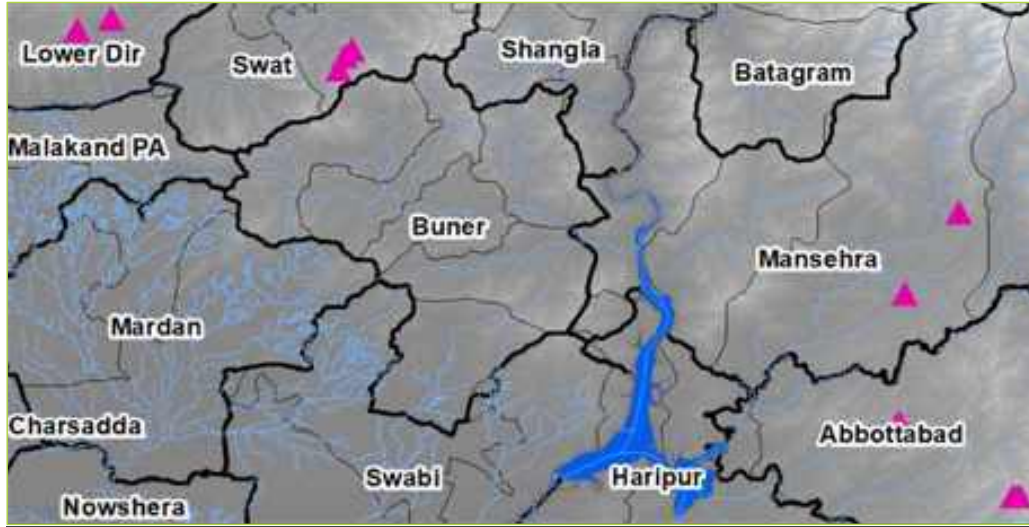 Lower Dir
Swat
Shangla
Batagram
Malakand PA
Buner
Mansehra
Mardan
Charsadda
Abbottabad
Swabi
Haripur
Nowshera